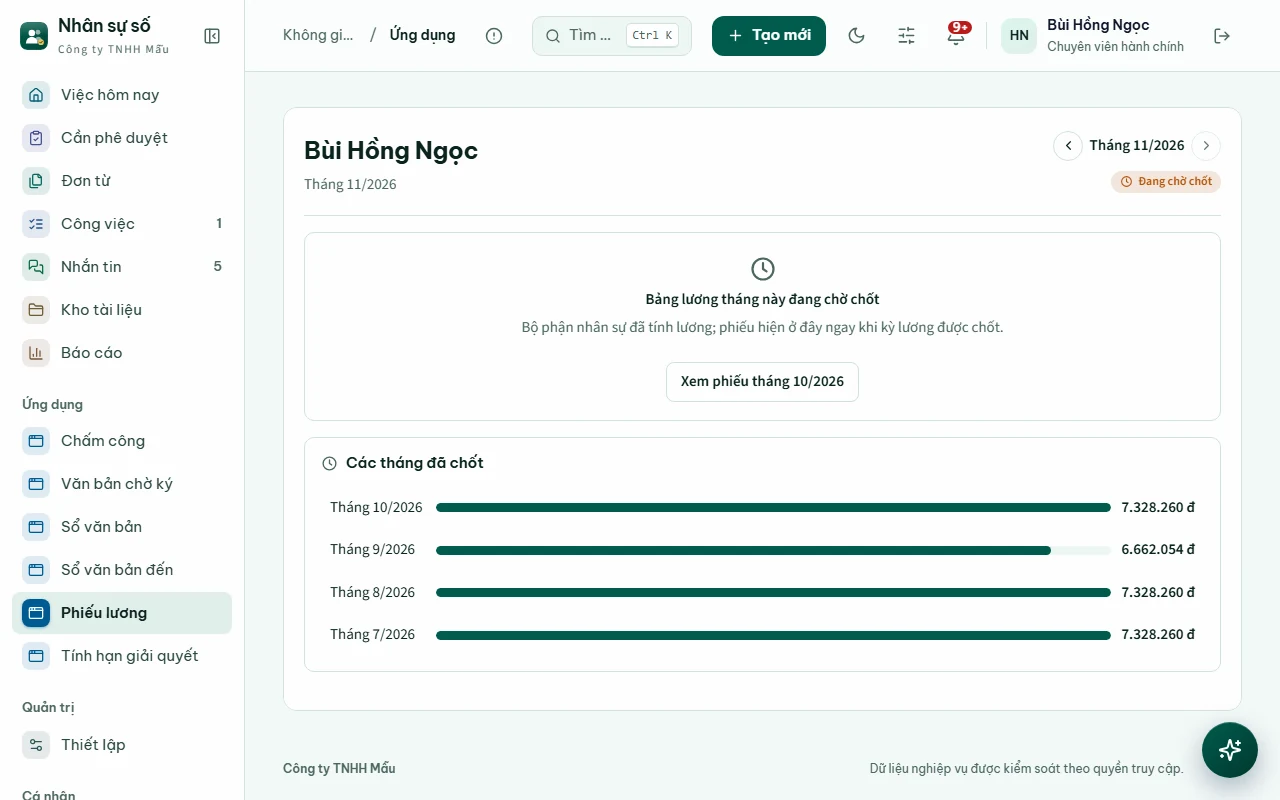 Nhân sự số
Công ty TNHH Mẫu
Việc hôm nay
Cần phê duyệt
Đơn từ
Công việc 1
Nhắn tin 5
Kho tài liệu
Báo cáo
Ứng dụng
Chấm công
Văn bản chờ ký
Sổ văn bản
Sổ văn bản đến
Phiếu lương
Tính hạn giải quyết
Quản trị
Thiết lập
Cá nhân
Không gi... / Ứng dụng
Tìm ... Ctrl K
+ Tạo mới
9+
HN
Bùi Hồng Ngọc
Chuyên viên hành chính
Bùi Hồng Ngọc
Tháng 11/2026
Tháng 11/2026
Đang chờ chốt
Bảng lương tháng này đang chờ chốt
Bộ phận nhân sự đã tính lương; phiếu hiện ở đây ngay khi kỳ lương được chốt.
Xem phiếu tháng 10/2026
Các tháng đã chốt
Tháng 10/2026 7.328.260 đ
Tháng 9/2026 6.662.054 đ
Tháng 8/2026 7.328.260 đ
Tháng 7/2026 7.328.260 đ
Công ty TNHH Mẫu
Dữ liệu nghiệp vụ được kiểm soát theo quyền truy cập.